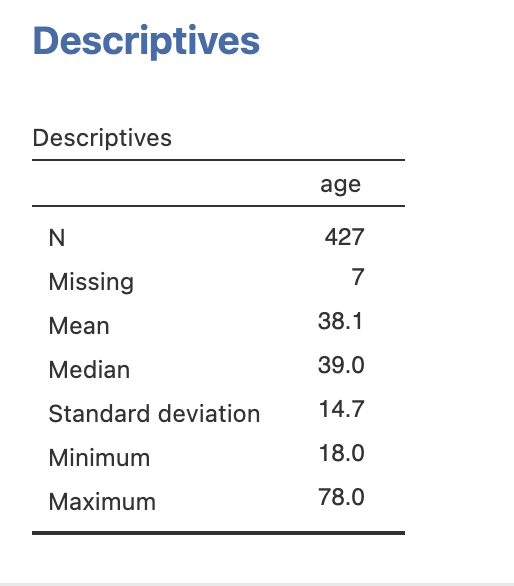 Descriptives
Descriptives
age
N 427
Missing 7
Mean 38.1
Median 39.0
Standard deviation 14.7
Minimum 18.0
Maximum 78.0